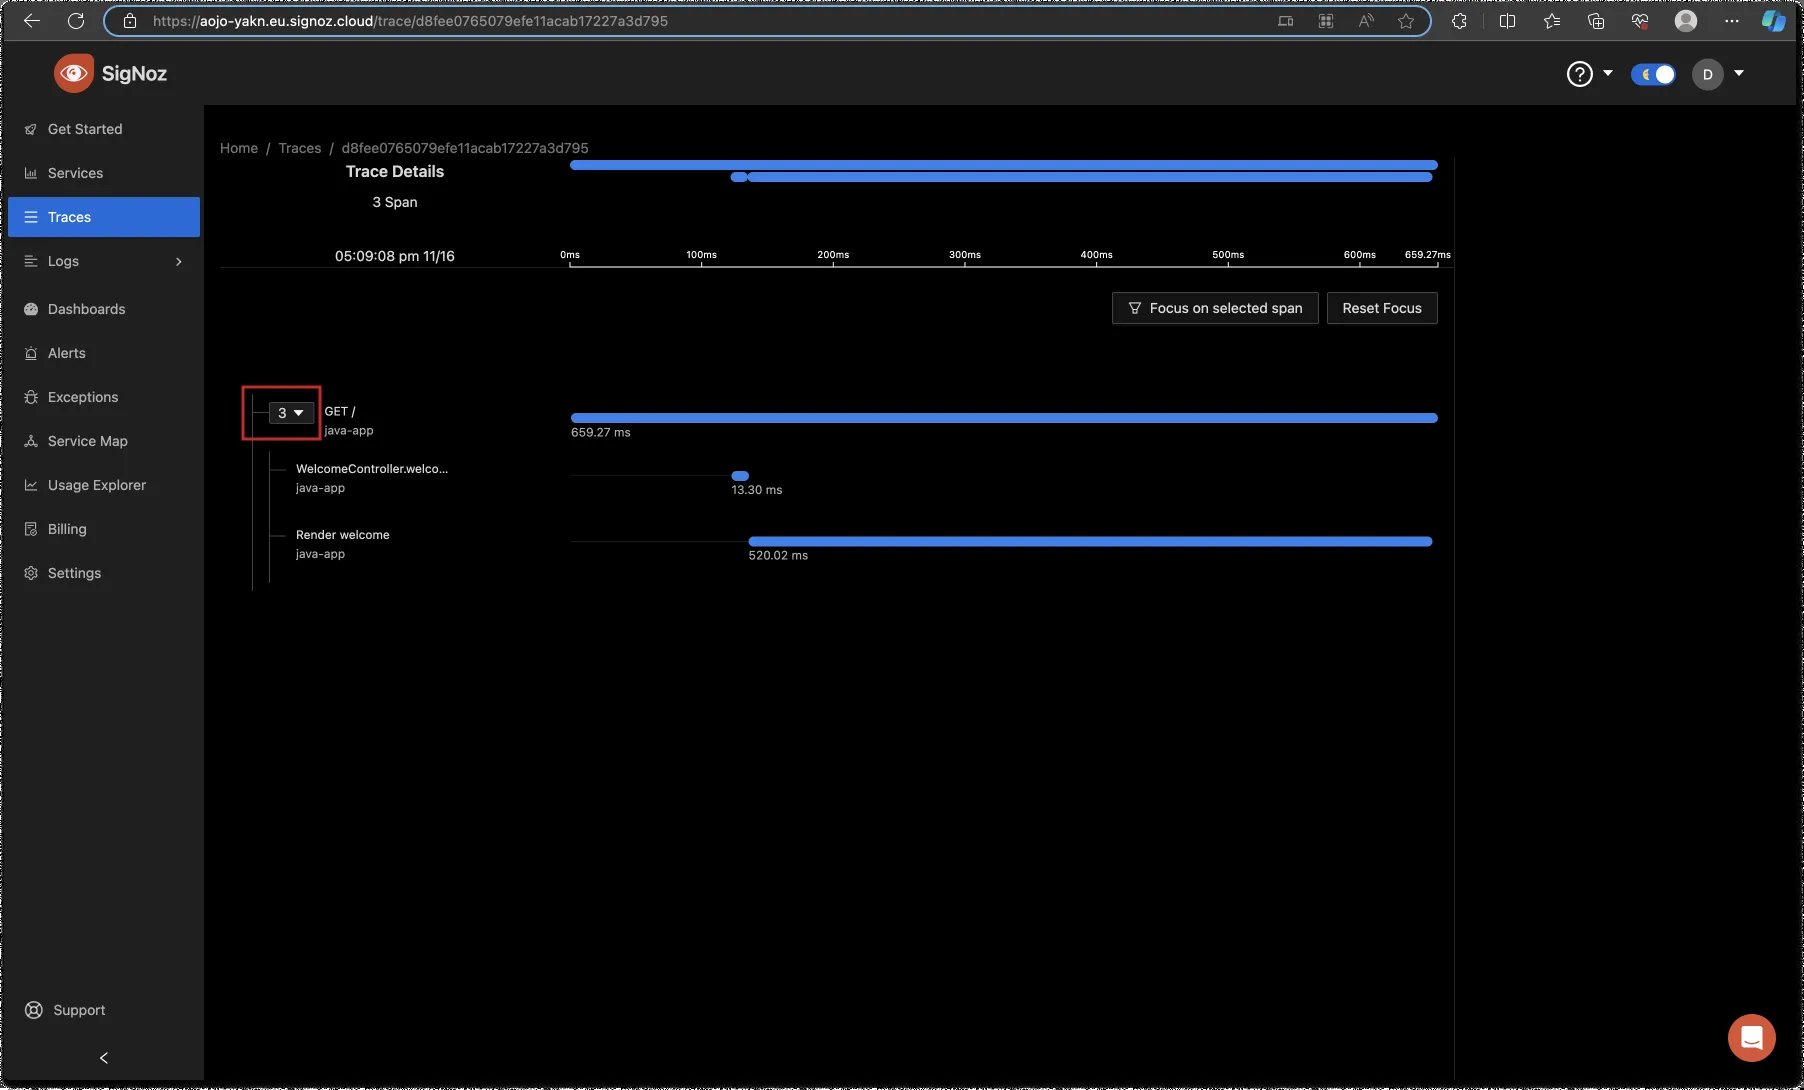 https://aojo-yakn.eu.signoz.cloud/trace/d8fee0765079efe11acab17227a3d795
SigNoz
D
Get Started
Services
Traces
Logs
Dashboards
Alerts
Exceptions
Service Map
Usage Explorer
Billing
Settings
Support
Home / Traces / d8fee0765079efe11acab17227a3d795
Trace Details
3 Span
05:09:08 pm 11/16
0ms 100ms 200ms 300ms 400ms 500ms 600ms 659.27ms
Focus on selected span Reset Focus
3 GET /
java-app
659.27 ms
WelcomeController.welco...
java-app
13.30 ms
Render welcome
java-app
520.02 ms